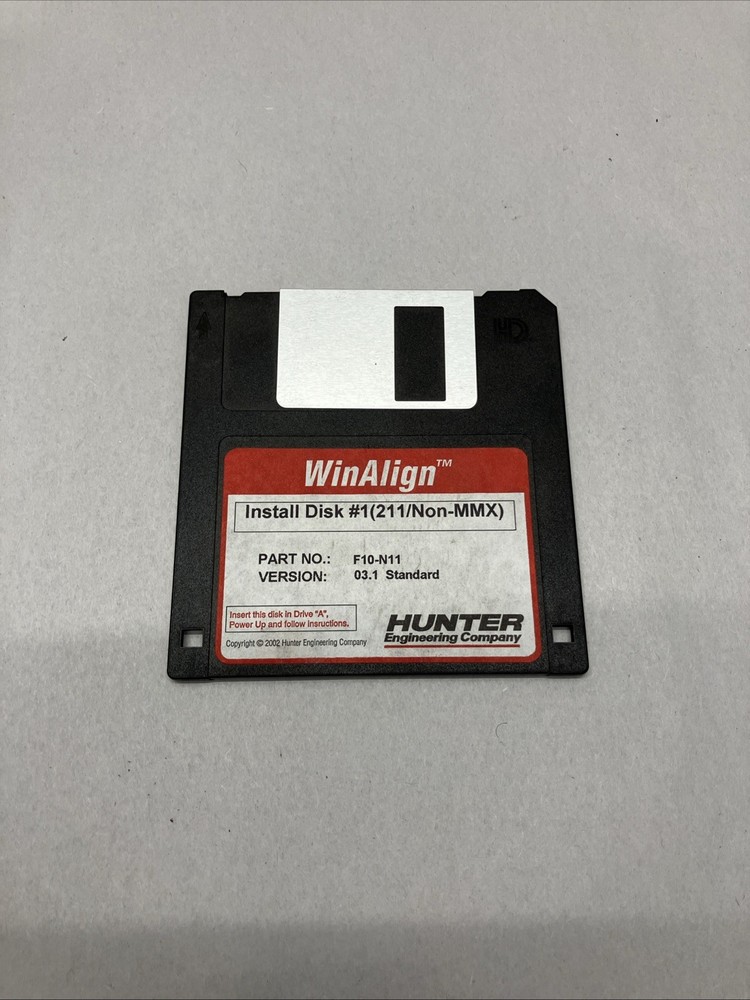 HD
WinAlign™
Install Disk #1(211/Non-MMX)
PART NO.: F10-N11
VERSION: 03.1 Standard
Insert this disk in Drive "A",
Power Up and follow insructions.
Copyright © 2002 Hunter Engineering Company
HUNTER
Engineering Company